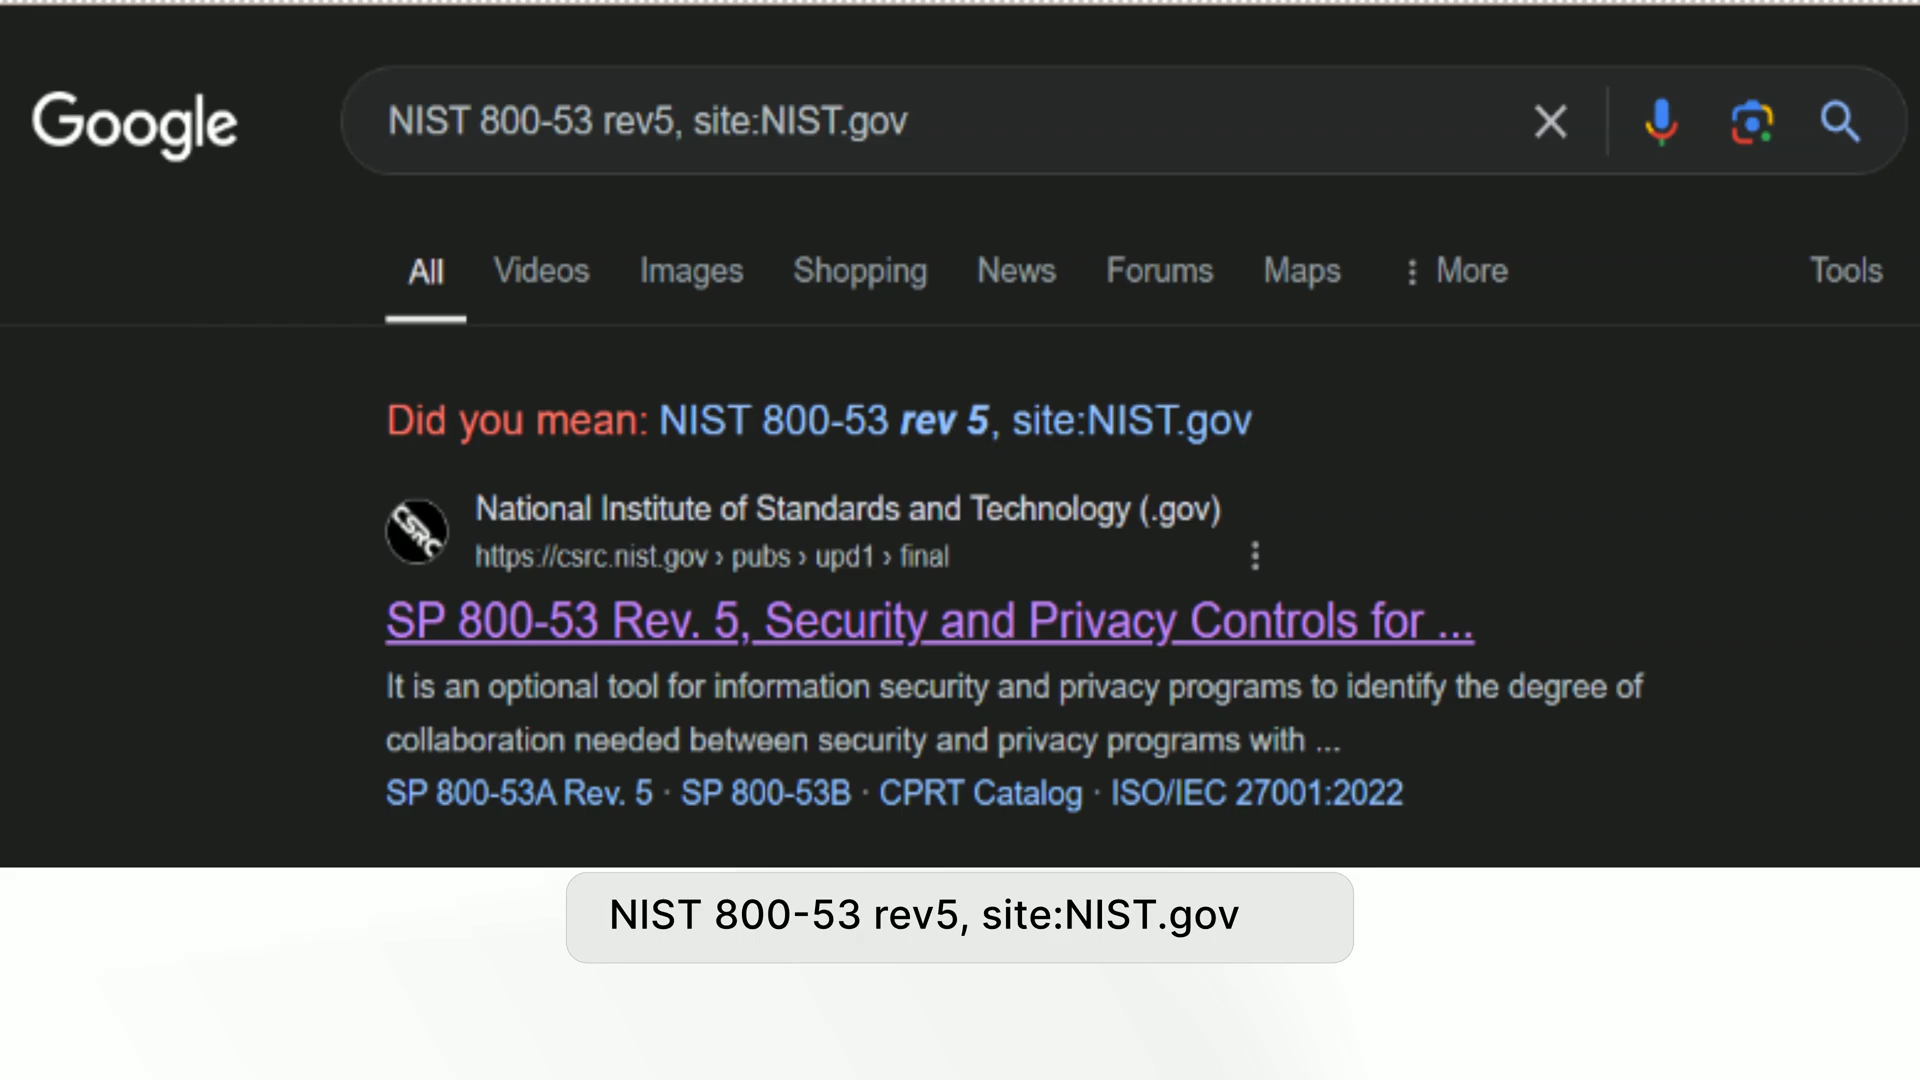 Google
NIST 800-53 rev5, site:NIST.gov
All Videos Images Shopping News Forums Maps More Tools
Did you mean: NIST 800-53 rev 5, site:NIST.gov
CSRC
National Institute of Standards and Technology (.gov)
https://csrc.nist.gov › pubs › upd1 › final
SP 800-53 Rev. 5, Security and Privacy Controls for ...
It is an optional tool for information security and privacy programs to identify the degree of
collaboration needed between security and privacy programs with ...
SP 800-53A Rev. 5 · SP 800-53B · CPRT Catalog · ISO/IEC 27001:2022
NIST 800-53 rev5, site:NIST.gov